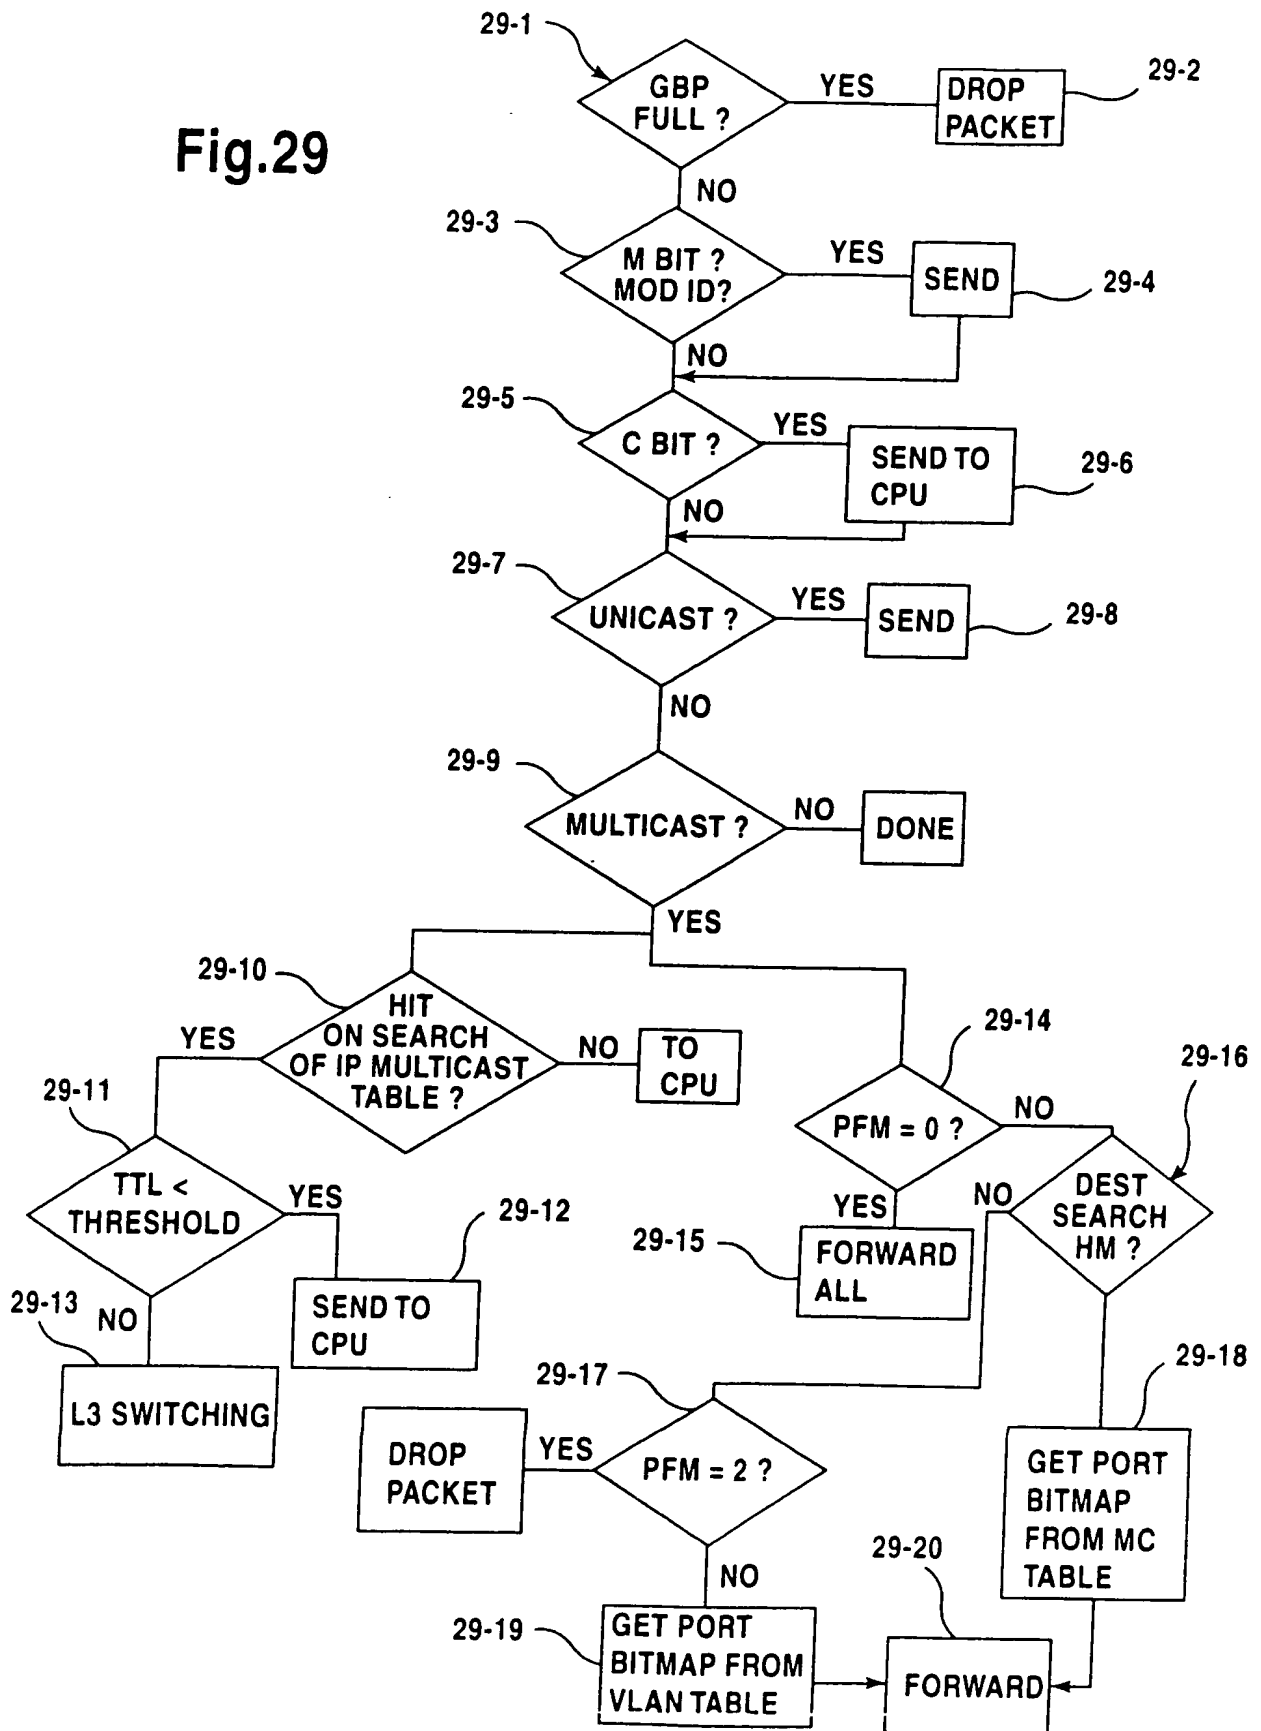 Fig.29
29-1
GBP
FULL ?
YES
DROP
PACKET
29-2
NO
29-3
M BIT ?
MOD ID?
YES
SEND
29-4
NO
29-5
C BIT ?
YES
SEND TO
CPU
29-6
NO
29-7
UNICAST ?
YES
SEND
29-8
NO
29-9
MULTICAST ?
NO
DONE
YES
29-10
HIT
ON SEARCH
OF IP MULTICAST
TABLE ?
YES
NO
TO
CPU
29-11
TTL <
THRESHOLD
YES
29-12
SEND TO
CPU
29-13
NO
L3 SWITCHING
29-14
PFM = 0 ?
NO
29-16
YES
29-15
FORWARD
ALL
DEST
SEARCH
HM ?
NO
29-17
PFM = 2 ?
YES
DROP
PACKET
NO
29-18
GET PORT
BITMAP
FROM MC
TABLE
29-19
GET PORT
BITMAP FROM
VLAN TABLE
29-20
FORWARD